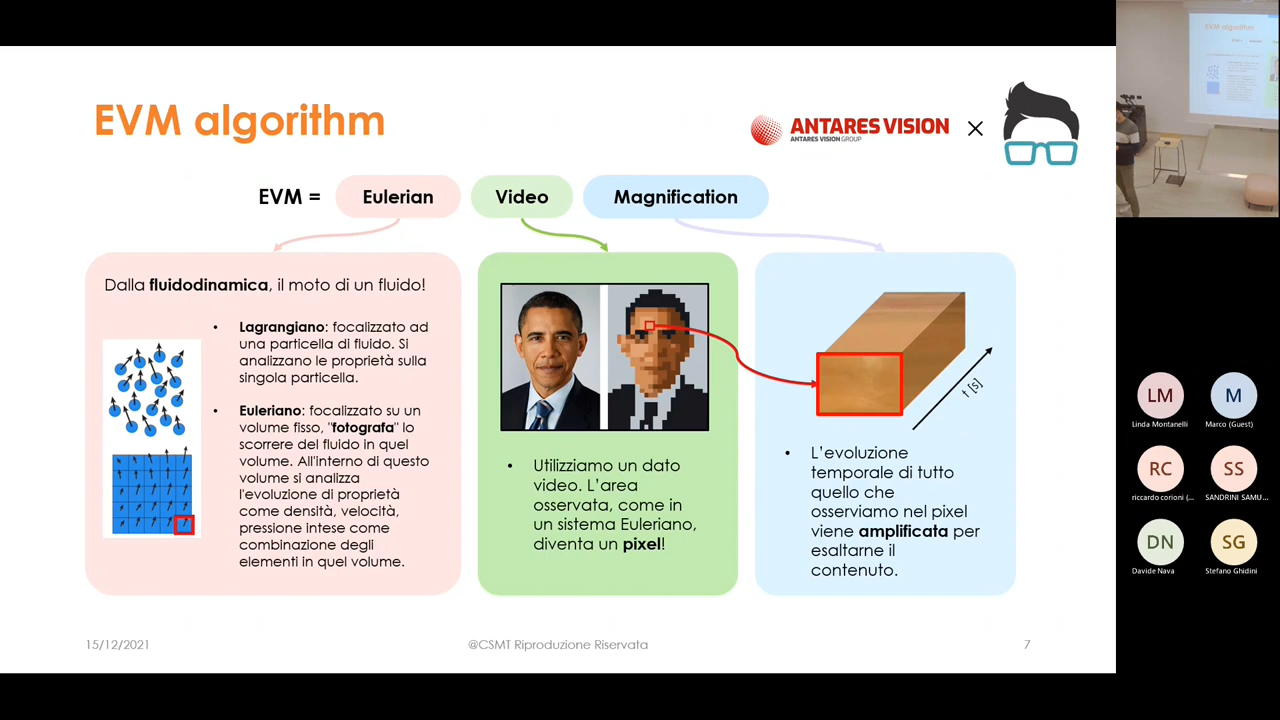 EVM algorithm
ANTARES VISION
ANTARES VISION GROUP
EVM =
Eulerian
Video
Magnification
Dalla fluidodinamica, il moto di un fluido!
• Lagrangiano: focalizzato ad
una particella di fluido. Si
analizzano le proprietà sulla
singola particella.
• Euleriano: focalizzato su un
volume fisso, "fotografa" lo
scorrere del fluido in quel
volume. All'interno di questo
volume si analizza
l'evoluzione di proprietà
come densità, velocità,
pressione intese come
combinazione degli
elementi in quel volume.
• Utilizziamo un dato
video. L'area
osservata, come in
un sistema Euleriano,
diventa un pixel!
t [s]
• L'evoluzione
temporale di tutto
quello che
osserviamo nel pixel
viene amplificata per
esaltarne il
contenuto.
15/12/2021
@CSMT Riproduzione Riservata
7
EVM algorithm
LM
Linda Montanelli
M
Marco (Guest)
RC
riccardo corioni (...
SS
SANDRINI SAMU...
DN
Davide Nava
SG
Stefano Ghidini